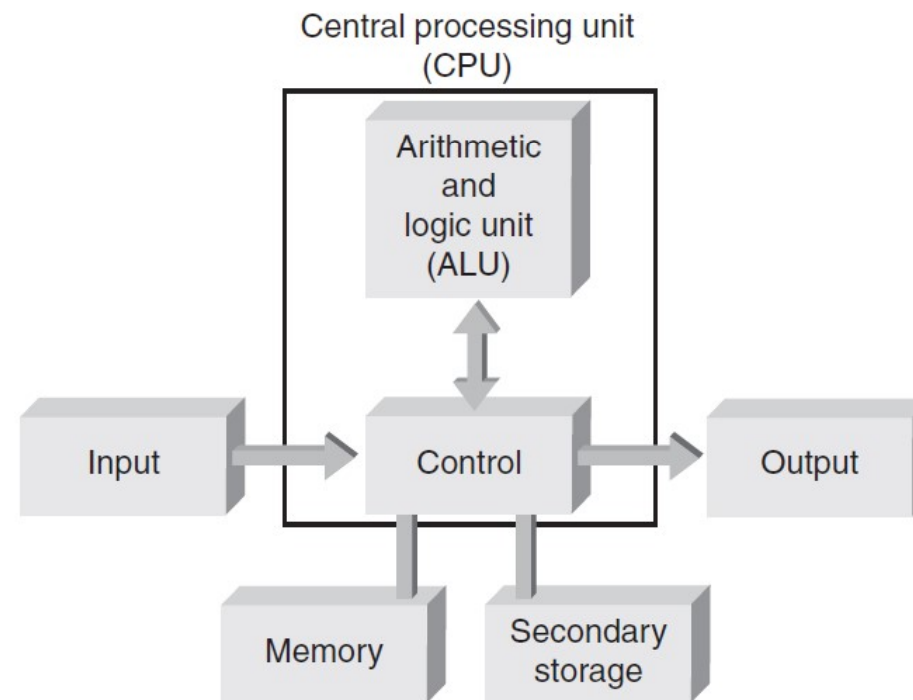 Central processing unit
(CPU)
Arithmetic
and
logic unit
(ALU)
Input
Control
Output
Memory
Secondary
storage